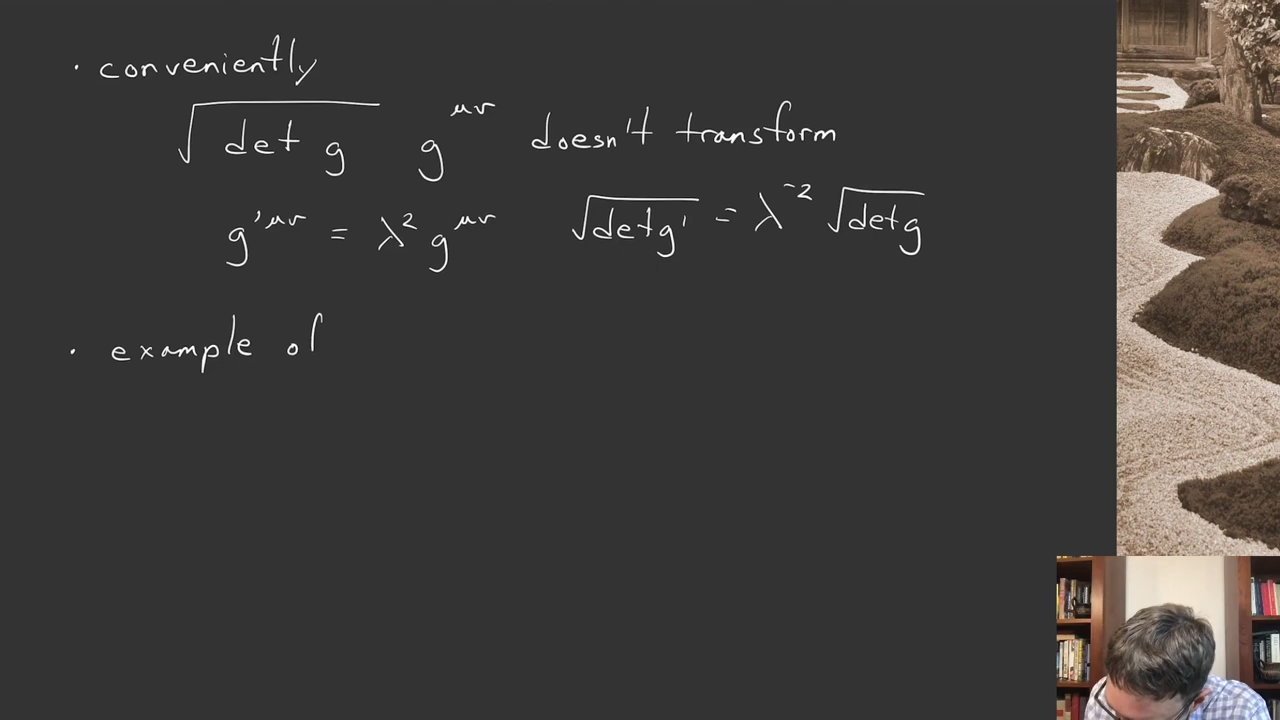 · conveniently
√(det g) g^{μν} doesn't transform
g'^{μν} = λ² g^{μν} √(det g') = λ⁻² √(det g)
· example of